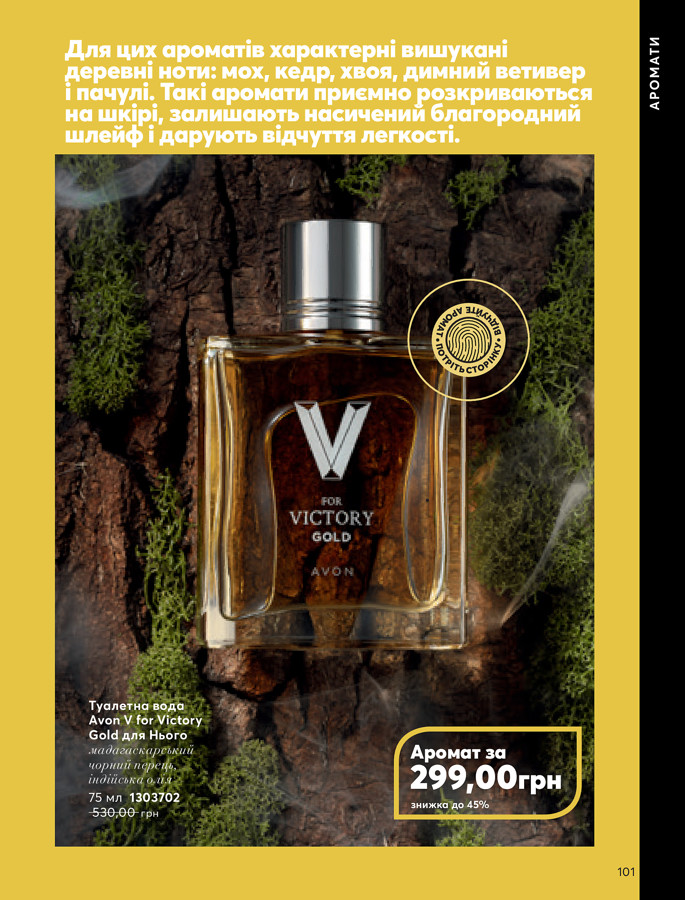 Для цих ароматів характерні вишукані
деревні ноти: мох, кедр, хвоя, димний ветивер
і пачулі. Такі аромати приємно розкриваються
на шкірі, залишають насичений благородний
шлейф і дарують відчуття легкості.
АРОМАТИ
ВІДЧУЙТЕ АРОМАТ • ПОТРІТЬ СТОРІНКУ •
V
FOR
VICTORY
GOLD
AVON
Туалетна вода
Avon V for Victory
Gold для Нього
мадагаскарський
чорний перець,
індійська олія
75 мл 1303702
530,00 грн
Аромат за
299,00грн
знижка до 45%
101